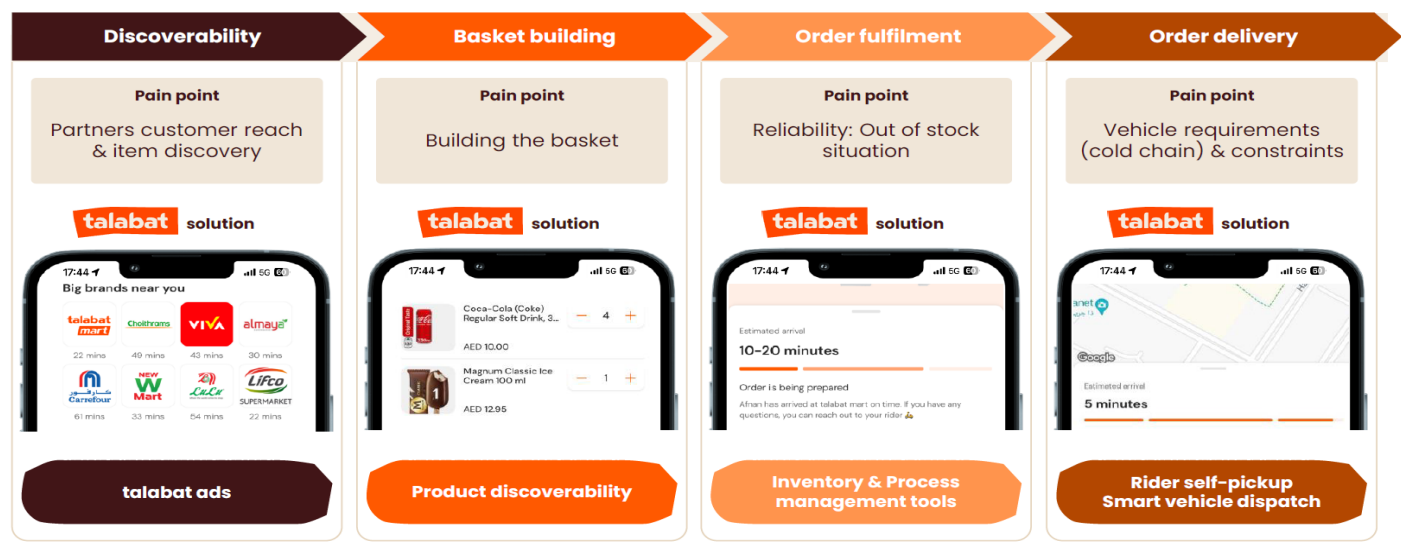 Discoverability
Pain point
Partners customer reach
& item discovery
talabat solution
17:44
5G 60
Big brands near you
talabat
mart
Choithrams
VIVA
almaya
22 mins
49 mins
43 mins
30 mins
كارفور
Carrefour
NEW
W
Mart
LuLu
Lifco
SUPERMARKET
61 mins
33 mins
54 mins
22 mins
talabat ads
Basket building
Pain point
Building the basket
talabat solution
17:44
5G 60
Coca-Cola (Coke)
Regular Soft Drink, 3...
− 4 +
AED 10.00
Magnum Classic Ice
Cream 100 ml
− 1 +
AED 12.95
Product discoverability
Order fulfilment
Pain point
Reliability: Out of stock
situation
talabat solution
17:44
5G 60
Estimated arrival
10-20 minutes
Order is being prepared
Afnan has arrived at talabat mart on time. If you have any
questions, you can reach out to your rider
Inventory & Process
management tools
Order delivery
Pain point
Vehicle requirements
(cold chain) & constraints
talabat solution
17:44
5G 60
anet
Google
Estimated arrival
5 minutes
Rider self-pickup
Smart vehicle dispatch